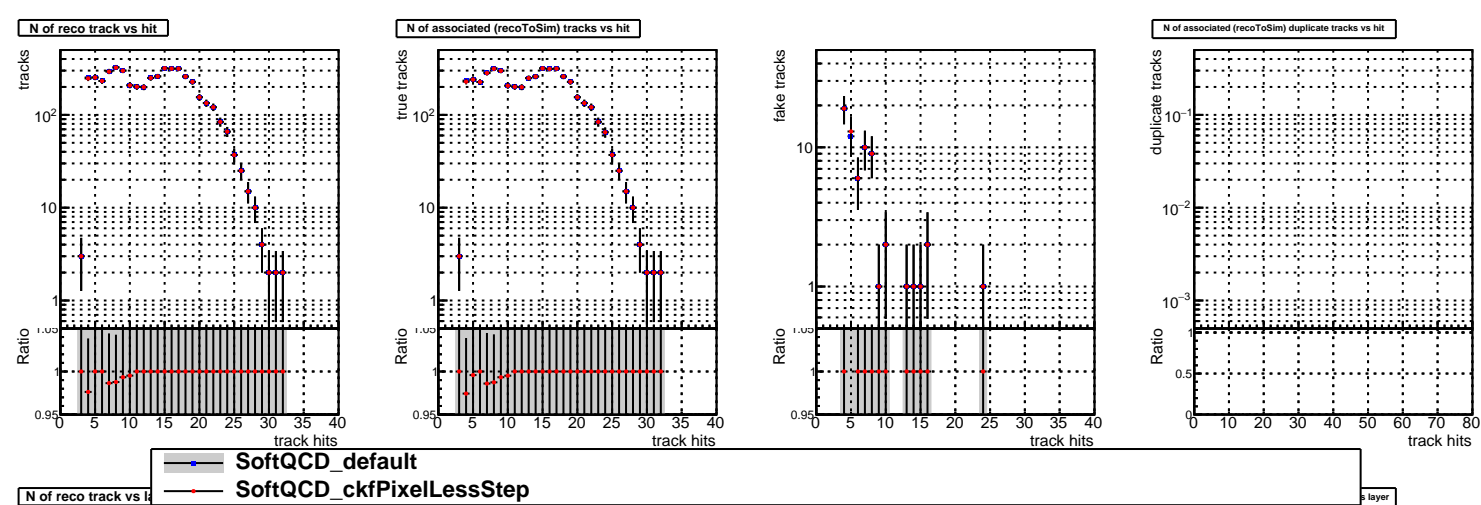 N of reco track vs hit
N of associated (recoToSim) tracks vs hit
N of associated (recoToSim) duplicate tracks vs hit
tracks
10²
10
1
1.05
Ratio
1
0.95
0 5 10 15 20 25 30 35 40
track hits
true tracks
10²
10
1
1.05
Ratio
1
0.95
0 5 10 15 20 25 30 35 40
track hits
fake tracks
10
1
1.05
Ratio
1
0.95
0 5 10 15 20 25 30 35 40
track hits
duplicate tracks
10⁻¹
10⁻²
10⁻³
Ratio
1
0.5
0
0 10 20 30 40 50 60 70 80
track hits
SoftQCD_default
SoftQCD_ckfPixelLessStep
N of reco track vs la
s layer